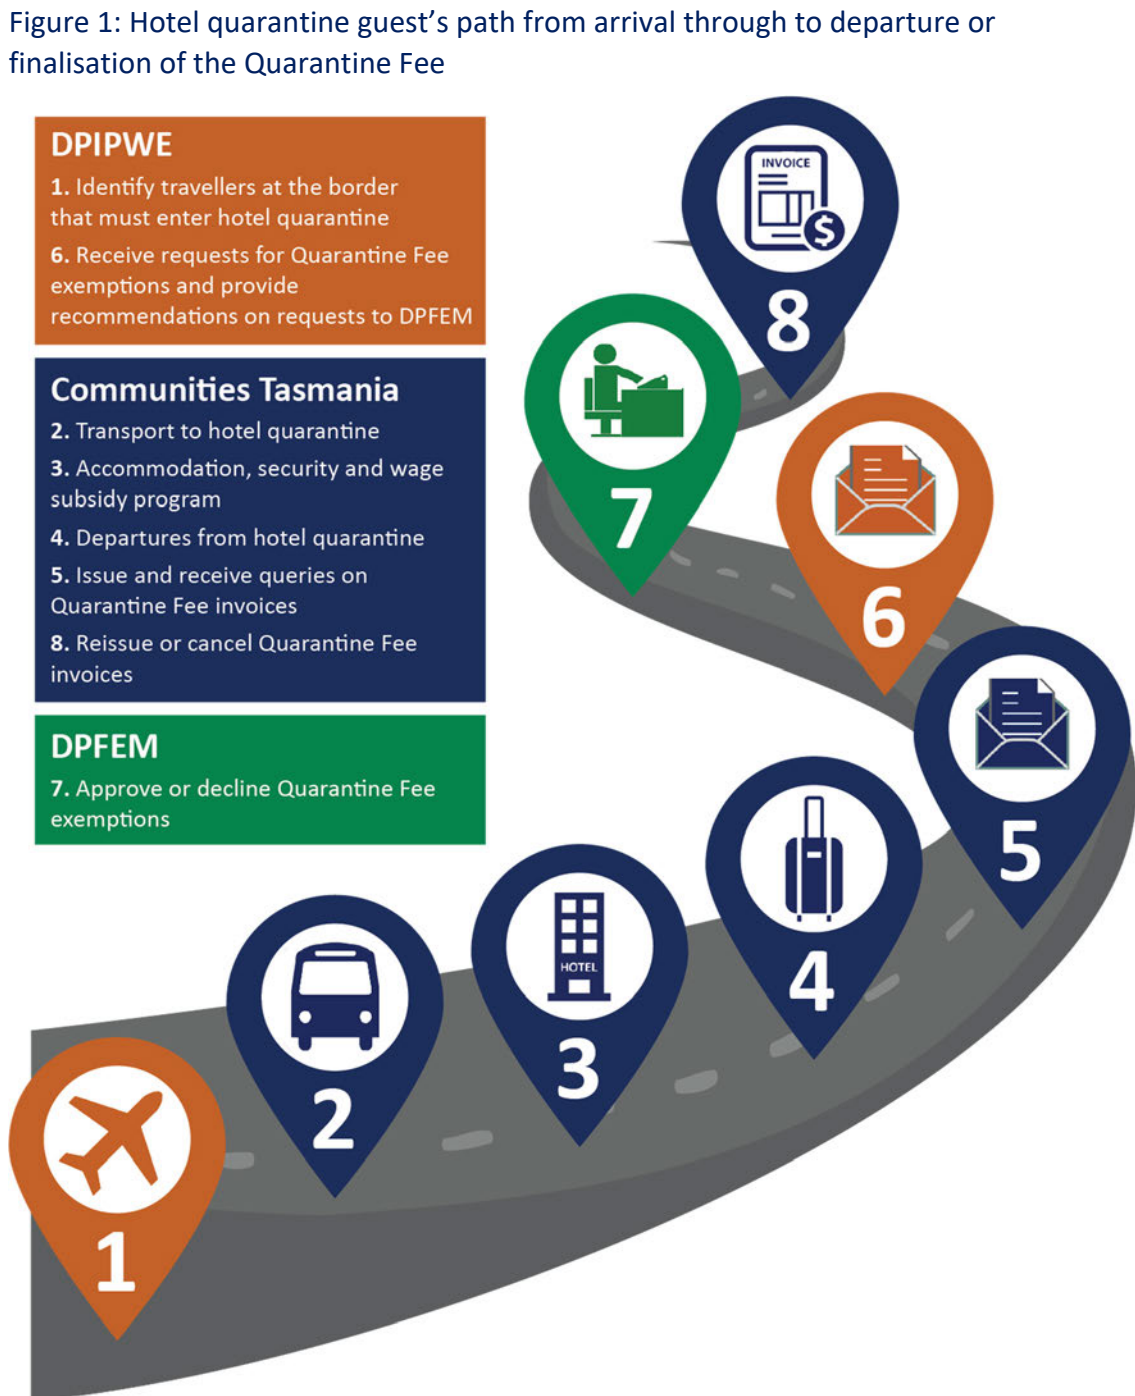 Figure 1: Hotel quarantine guest’s path from arrival through to departure or
finalisation of the Quarantine Fee
DPIPWE
1. Identify travellers at the border
that must enter hotel quarantine
6. Receive requests for Quarantine Fee
exemptions and provide
recommendations on requests to DPFEM
Communities Tasmania
2. Transport to hotel quarantine
3. Accommodation, security and wage
subsidy program
4. Departures from hotel quarantine
5. Issue and receive queries on
Quarantine Fee invoices
8. Reissue or cancel Quarantine Fee
invoices
DPFEM
7. Approve or decline Quarantine Fee
exemptions
INVOICE
$
8
7
6
5
4
HOTEL
3
2
1